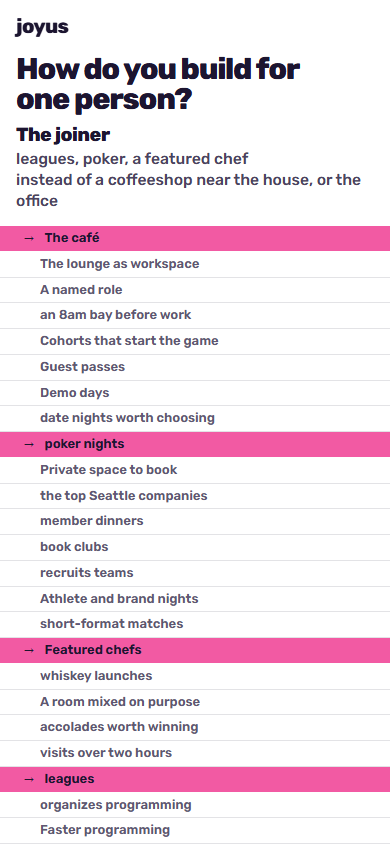 joyus
How do you build for
one person?
The joiner
leagues, poker, a featured chef
instead of a coffeeshop near the house, or the
office
→ The café
The lounge as workspace
A named role
an 8am bay before work
Cohorts that start the game
Guest passes
Demo days
date nights worth choosing
→ poker nights
Private space to book
the top Seattle companies
member dinners
book clubs
recruits teams
Athlete and brand nights
short-format matches
→ Featured chefs
whiskey launches
A room mixed on purpose
accolades worth winning
visits over two hours
→ leagues
organizes programming
Faster programming